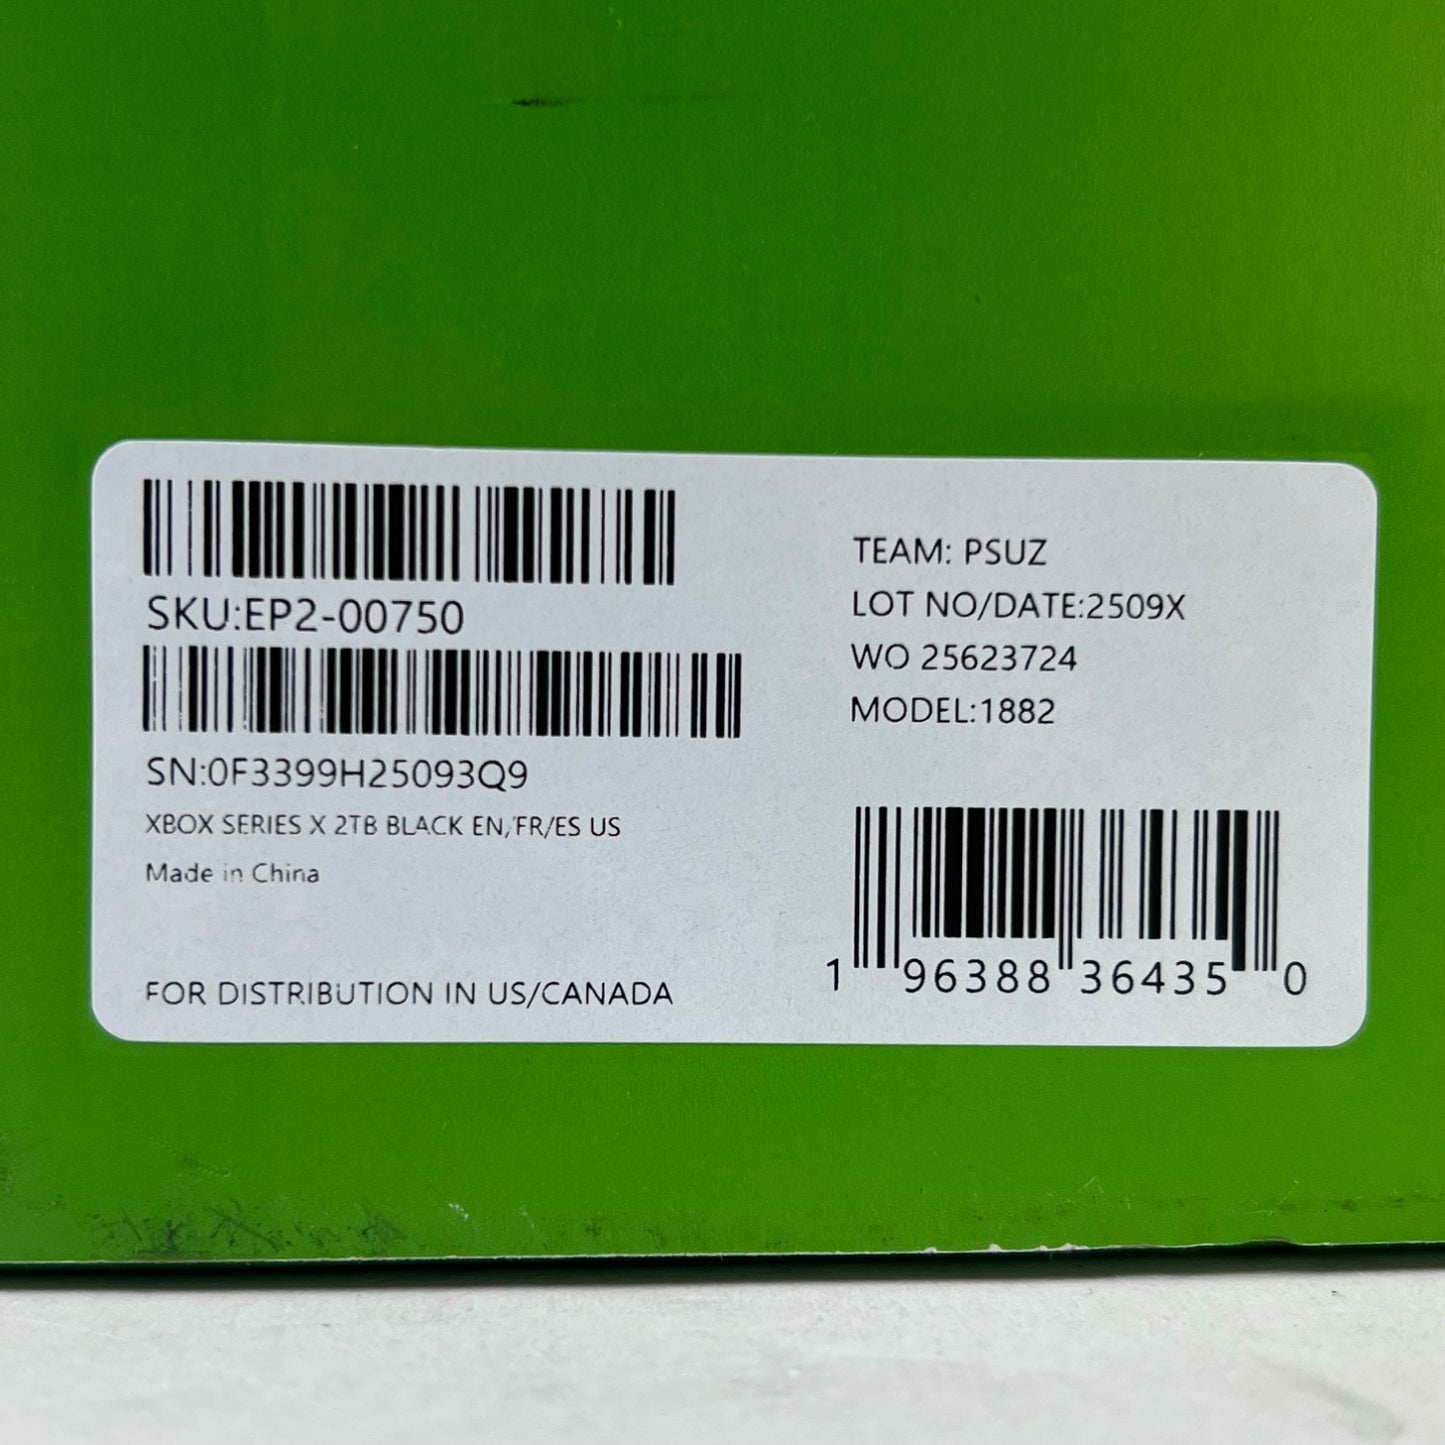 SKU:EP2-00750
SN:0F3399H25093Q9
XBOX SERIES X 2TB BLACK EN/FR/ES US
Made in China
FOR DISTRIBUTION IN US/CANADA
TEAM: PSUZ
LOT NO/DATE:2509X
WO 25623724
MODEL:1882
1 96388 36435 0